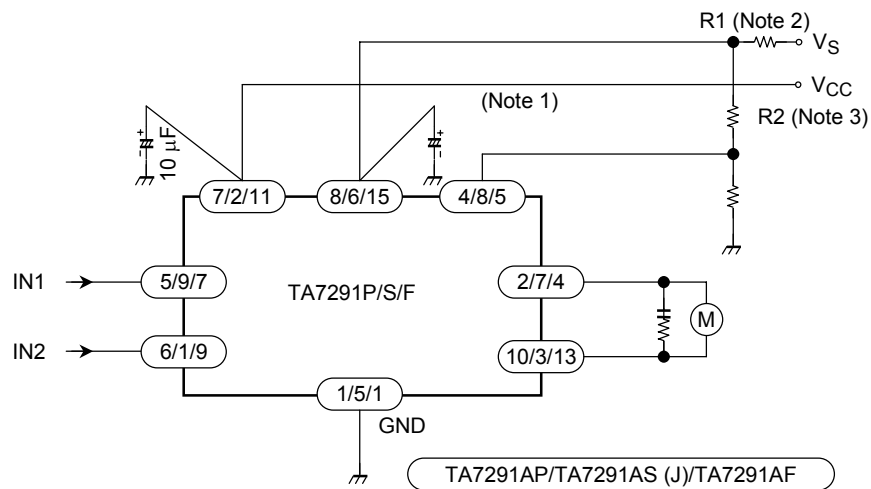 R1 (Note 2)
VS
VCC
(Note 1)
R2 (Note 3)
+
-
10 μF
+
-
7/2/11
8/6/15
4/8/5
IN1
5/9/7
TA7291P/S/F
2/7/4
M
IN2
6/1/9
10/3/13
1/5/1
GND
TA7291AP/TA7291AS (J)/TA7291AF